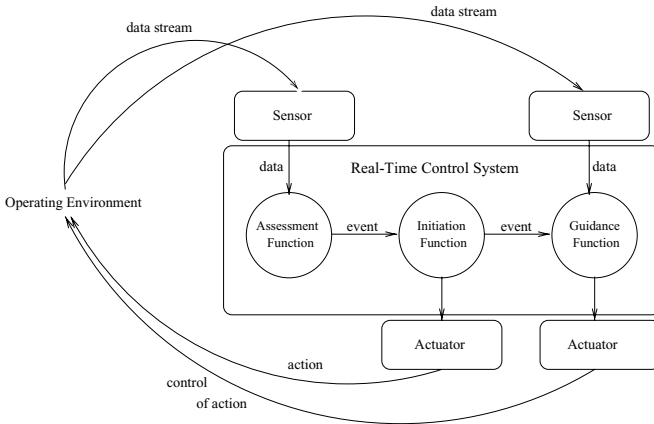 data stream
data stream
Sensor
Sensor
data
Real-Time Control System
data
Operating Environment
Assessment
Function
event
Initiation
Function
event
Guidance
Function
Actuator
Actuator
action
control
of action